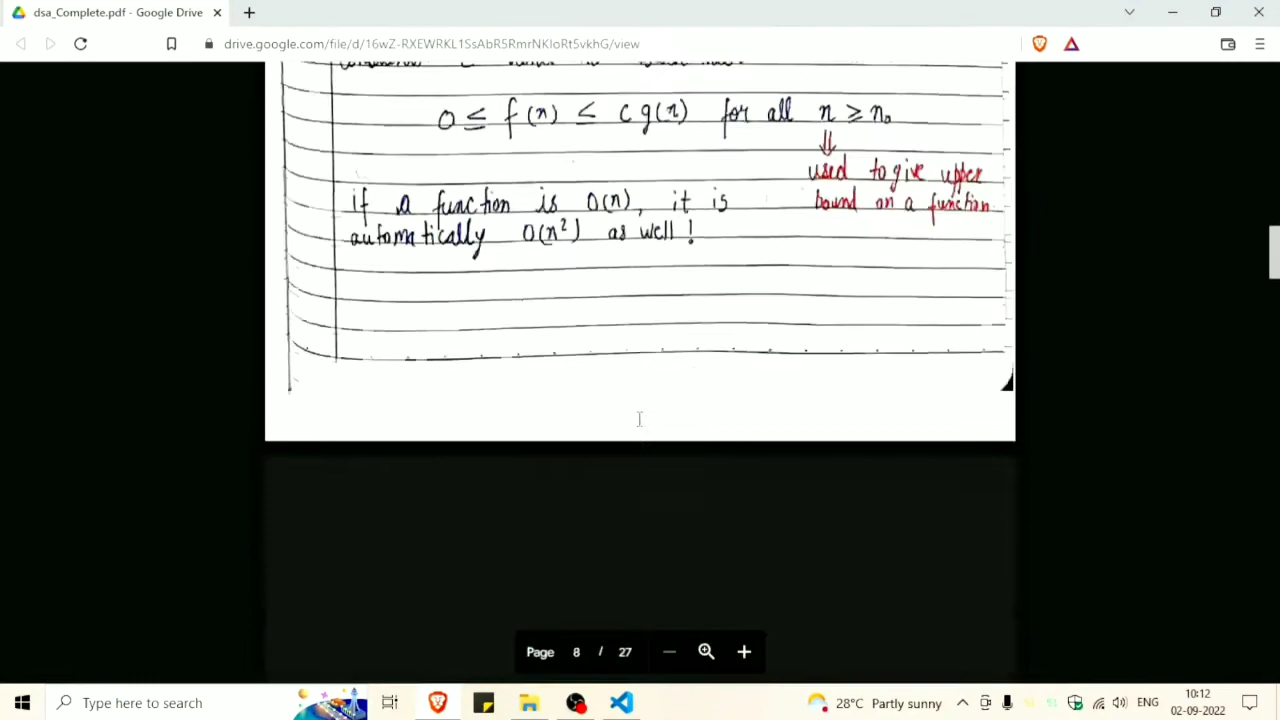 dsa_Complete.pdf - Google Drive
drive.google.com/file/d/16wZ-RXEWRKL1SsAbR5RmrNKloRt5vkhG/view
0 ≤ f(n) ≤ c g(n) for all n ≥ n₀
⇓
used to give upper
bound on a function
if a function is O(n), it is
automatically O(n²) as well !
Page 8 / 27
Type here to search
28°C Partly sunny
ENG
10:12
02-09-2022